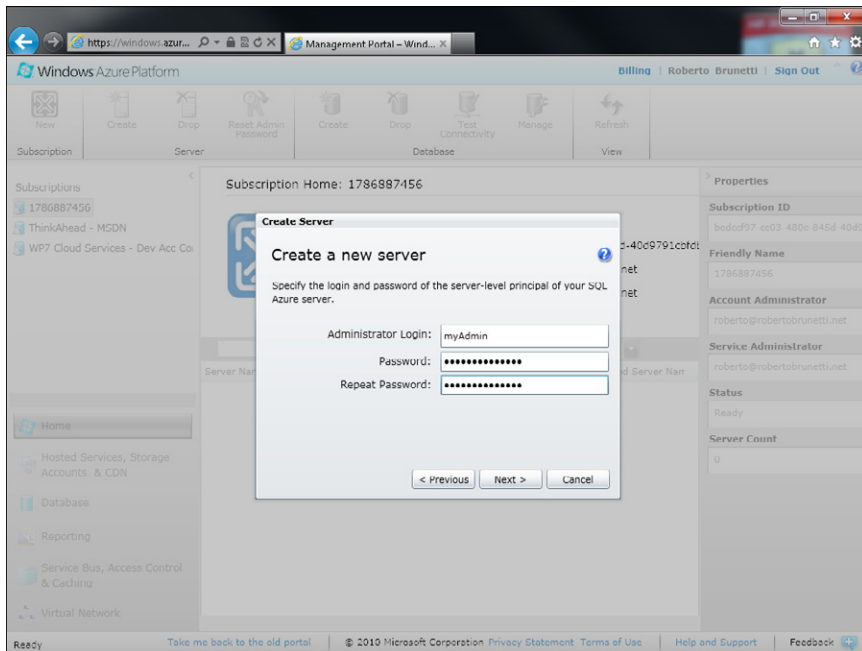 https://windows.azur...
Management Portal – Wind...
Windows Azure Platform
Billing | Roberto Brunetti | Sign Out
New
Create
Drop
Reset Admin Password
Create
Drop
Test Connectivity
Manage
Refresh
Subscription
Server
Database
View
Subscriptions
1786887456
ThinkAhead - MSDN
WP7 Cloud Services - Dev Acc Co
Subscription Home: 1786887456
d-40d9791cbfd
net
net
Server Nar
ed Server Narr
Create Server
Create a new server
Specify the login and password of the server-level principal of your SQL
Azure server.
Administrator Login: myAdmin
Password: ••••••••••••••
Repeat Password: ••••••••••••••
< Previous
Next >
Cancel
Properties
Subscription ID
Friendly Name
1786887456
Account Administrator
roberto@robertobrunetti.net
Service Administrator
roberto@robertobrunetti.net
Status
Ready
Server Count
0
Home
Hosted Services, Storage
Accounts & CDN
Database
Reporting
Service Bus, Access Control
& Caching
Virtual Network
Ready
Take me back to the old portal
© 2010 Microsoft Corporation Privacy Statement Terms of Use
Help and Support
Feedback